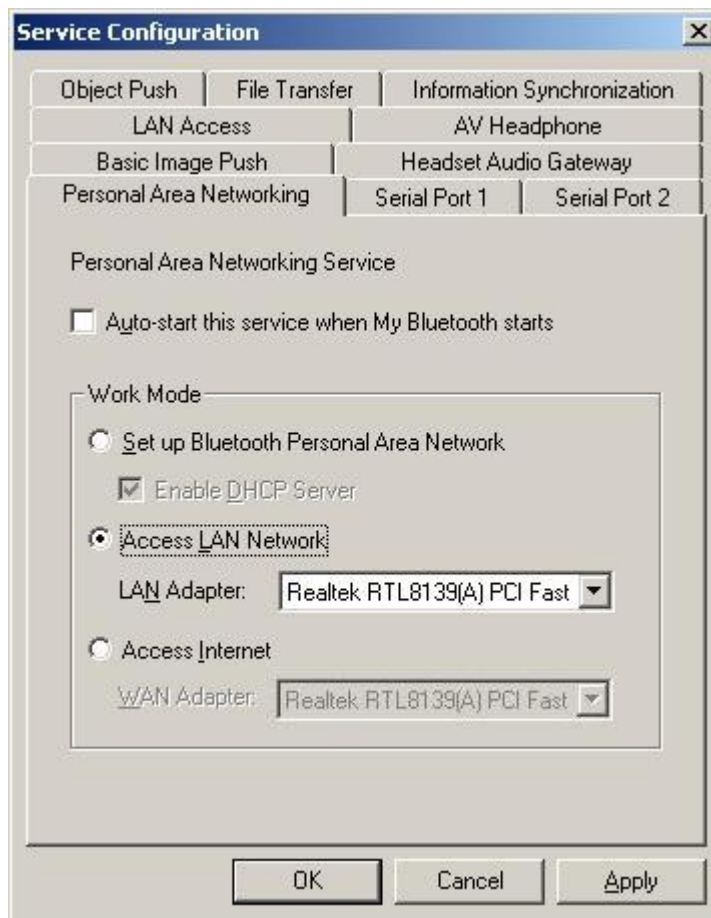 Service Configuration
Object Push File Transfer Information Synchronization
LAN Access AV Headphone
Basic Image Push Headset Audio Gateway
Personal Area Networking Serial Port 1 Serial Port 2
Personal Area Networking Service
Auto-start this service when My Bluetooth starts
Work Mode
Set up Bluetooth Personal Area Network
Enable DHCP Server
Access LAN Network
LAN Adapter: Realtek RTL8139(A) PCI Fast
Access Internet
WAN Adapter: Realtek RTL8139(A) PCI Fast
OK Cancel Apply